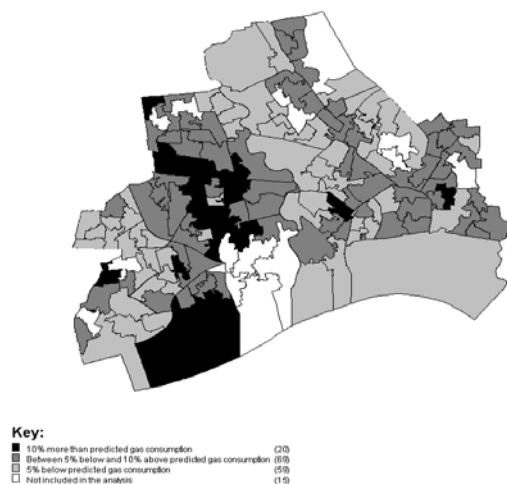 Key:
10% more than predicted gas consumption (20)
Between 5% below and 10% above predicted gas consumption (69)
5% below predicted gas consumption (59)
Not included in the analysis (15)